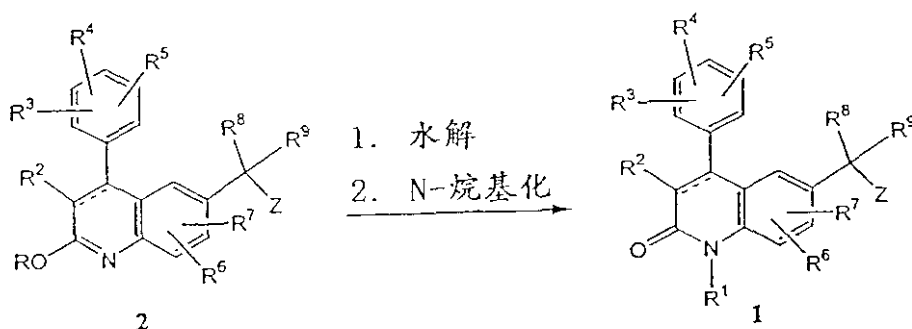 R⁴
R⁵
R³
R⁸
R⁹
R²
Z
R⁷
RO
N
R⁶
2
1. 水解
2. N-烷基化
R⁴
R⁵
R³
R⁸
R⁹
R²
Z
R⁷
O
N
R⁶
R¹
1